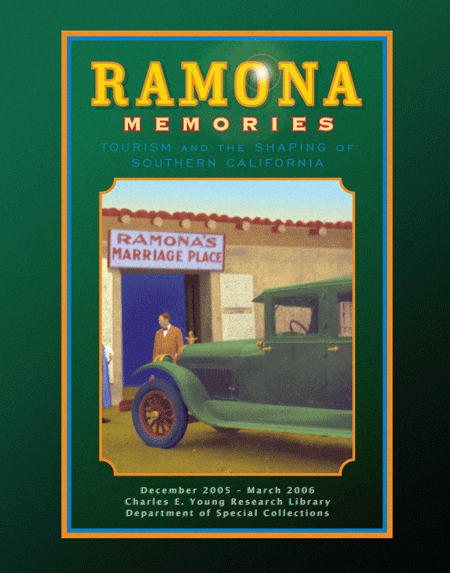 RAMONA
MEMORIES
TOURISM AND THE SHAPING OF
SOUTHERN CALIFORNIA
RAMONA'S
MARRIAGE PLACE
December 2005 – March 2006
Charles E. Young Research Library
Department of Special Collections